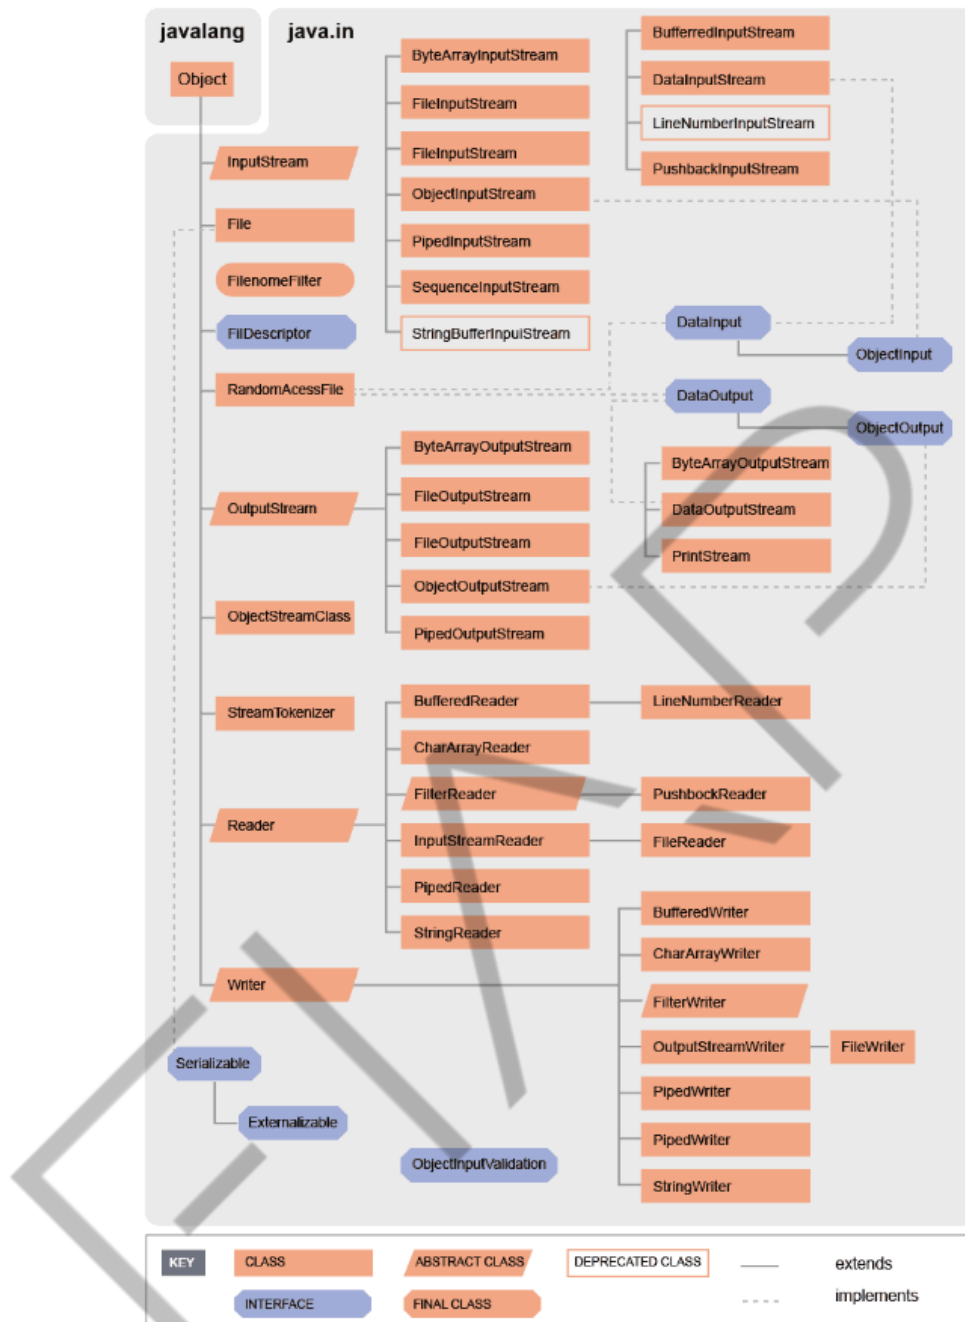 javalang
java.in
Object
InputStream
File
FilenomeFilter
FilDescriptor
RandomAcessFile
OutputStream
ObjectStreamClass
StreamTokenizer
Reader
Writer
Serializable
Externalizable
ByteArrayInputStream
FileInputStream
FileInputStream
ObjectInputStream
PipedInputStream
SequenceInputStream
StringBufferInpuiStream
BufferredInputStream
DataInputStream
LineNumberInputStream
PushbackInputStream
DataInput
ObjectInput
DataOutput
ObjectOutput
ByteArrayOutputStream
FileOutputStream
FileOutputStream
ObjectOutputStream
PipedOutputStream
ByteArrayOutputStream
DataOutputStream
PrintStream
BufferedReader
CharArrayReader
FilterReader
InputStreamReader
PipedReader
StringReader
LineNumberReader
PushbockReader
FileReader
BufferedWriter
CharArrayWriter
FilterWriter
OutputStreamWriter
FileWriter
PipedWriter
PipedWriter
StringWriter
ObjectInputValidation
KEY
CLASS
ABSTRACT CLASS
DEPRECATED CLASS
extends
INTERFACE
FINAL CLASS
implements